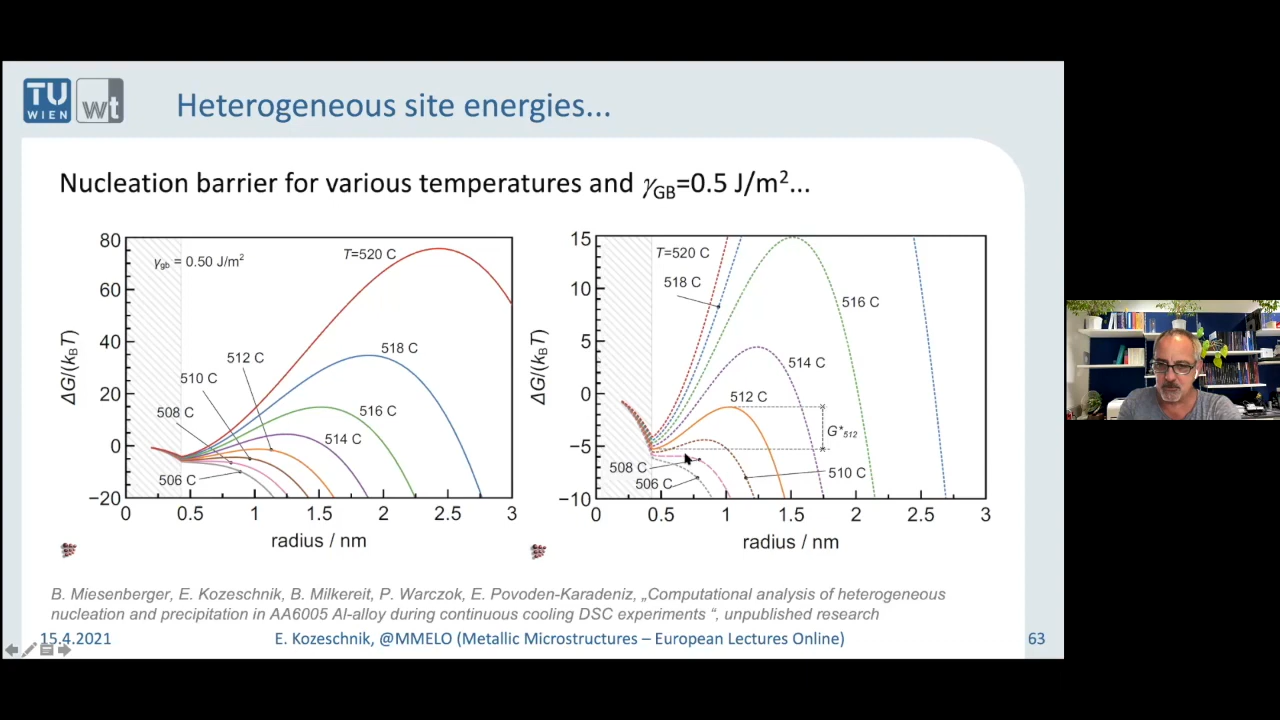 TU
WIEN
wt
Heterogeneous site energies...
Nucleation barrier for various temperatures and γGB=0.5 J/m²...
80
60
40
20
0
−20
ΔG/(kBT)
γgb = 0.50 J/m²
T=520 C
518 C
516 C
514 C
512 C
510 C
508 C
506 C
0
0.5
1
1.5
2
2.5
3
radius / nm
15
10
5
0
−5
−10
ΔG/(kBT)
T=520 C
518 C
516 C
514 C
512 C
G*512
510 C
508 C
506 C
0
0.5
1
1.5
2
2.5
3
radius / nm
B. Miesenberger, E. Kozeschnik, B. Milkereit, P. Warczok, E. Povoden-Karadeniz, „Computational analysis of heterogeneous
nucleation and precipitation in AA6005 Al-alloy during continuous cooling DSC experiments “, unpublished research
15.4.2021
E. Kozeschnik, @MMELO (Metallic Microstructures – European Lectures Online)
63